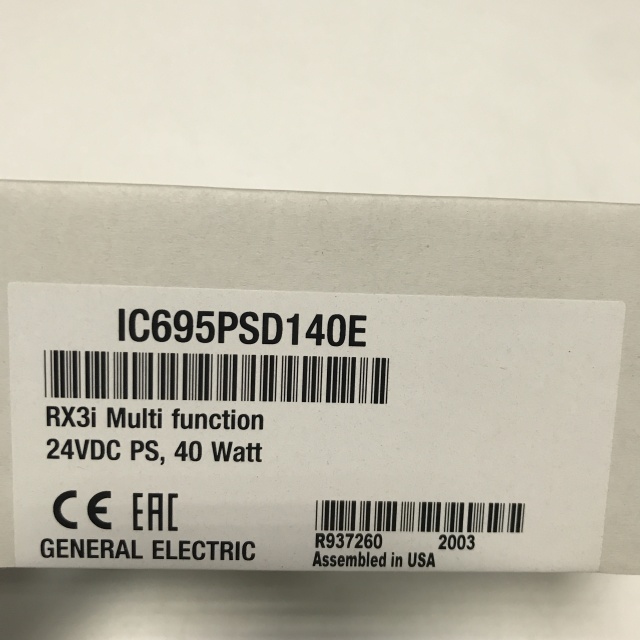 IC695PSD140E
RX3i Multi function
24VDC PS, 40 Watt
CE EAC
GENERAL ELECTRIC
R937260 2003
Assembled in USA